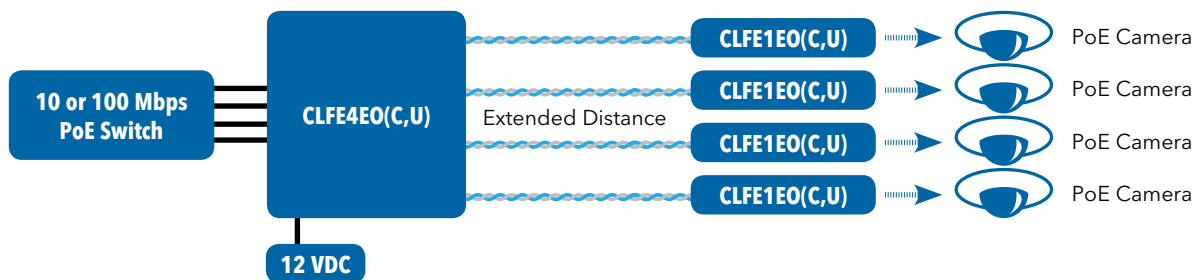 CLFE1EO(C,U)
PoE Camera
10 or 100 Mbps
PoE Switch
CLFE4EO(C,U)
CLFE1EO(C,U)
PoE Camera
Extended Distance
CLFE1EO(C,U)
PoE Camera
CLFE1EO(C,U)
PoE Camera
12 VDC